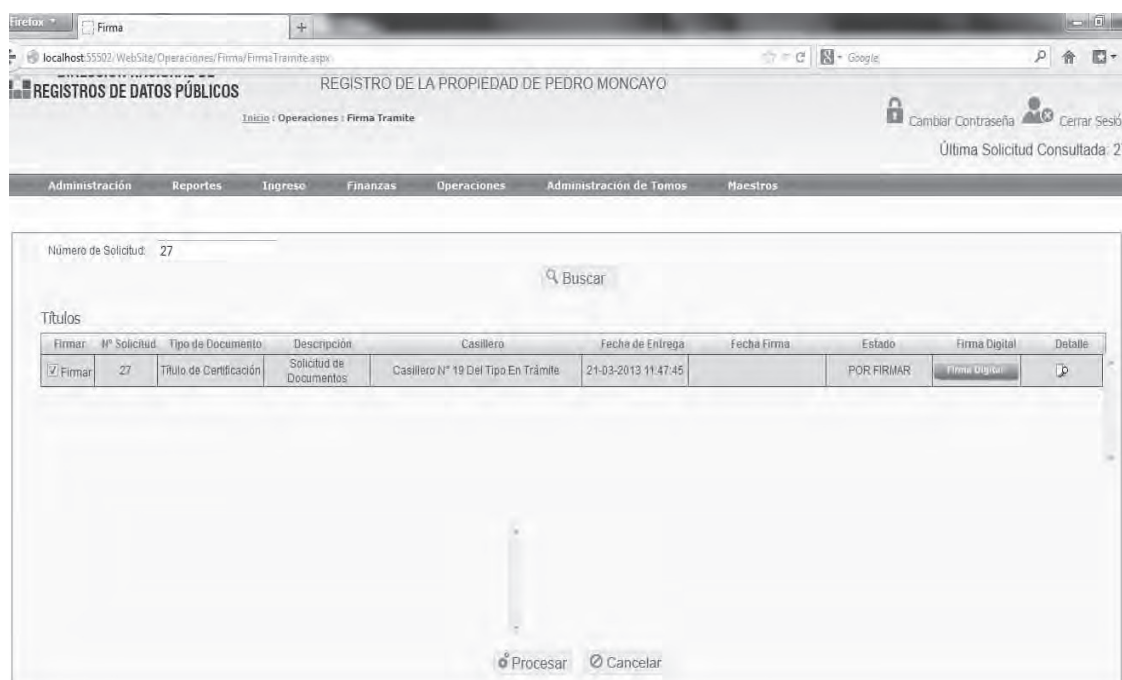 Firefox
Firma
localhost:55502/WebSite/Operaciones/Firma/FirmaTramite.aspx
Google
REGISTROS DE DATOS PÚBLICOS
REGISTRO DE LA PROPIEDAD DE PEDRO MONCAYO
Inicio : Operaciones : Firma Tramite
Cambiar Contraseña
Cerrar Sesió
Última Solicitud Consultada: 2
Administración Reportes Ingreso Finanzas Operaciones Administración de Tomos Maestros
Número de Solicitud: 27
Buscar
Títulos
Firmar Nº Solicitud Tipo de Documento Descripción Casillero Fecha de Entrega Fecha Firma Estado Firma Digital Detalle
Firmar 27 Título de Certificación Solicitud de Documentos Casillero N° 19 Del Tipo En Trámite 21-03-2013 11:47:45 POR FIRMAR Firma Digital
Procesar Cancelar